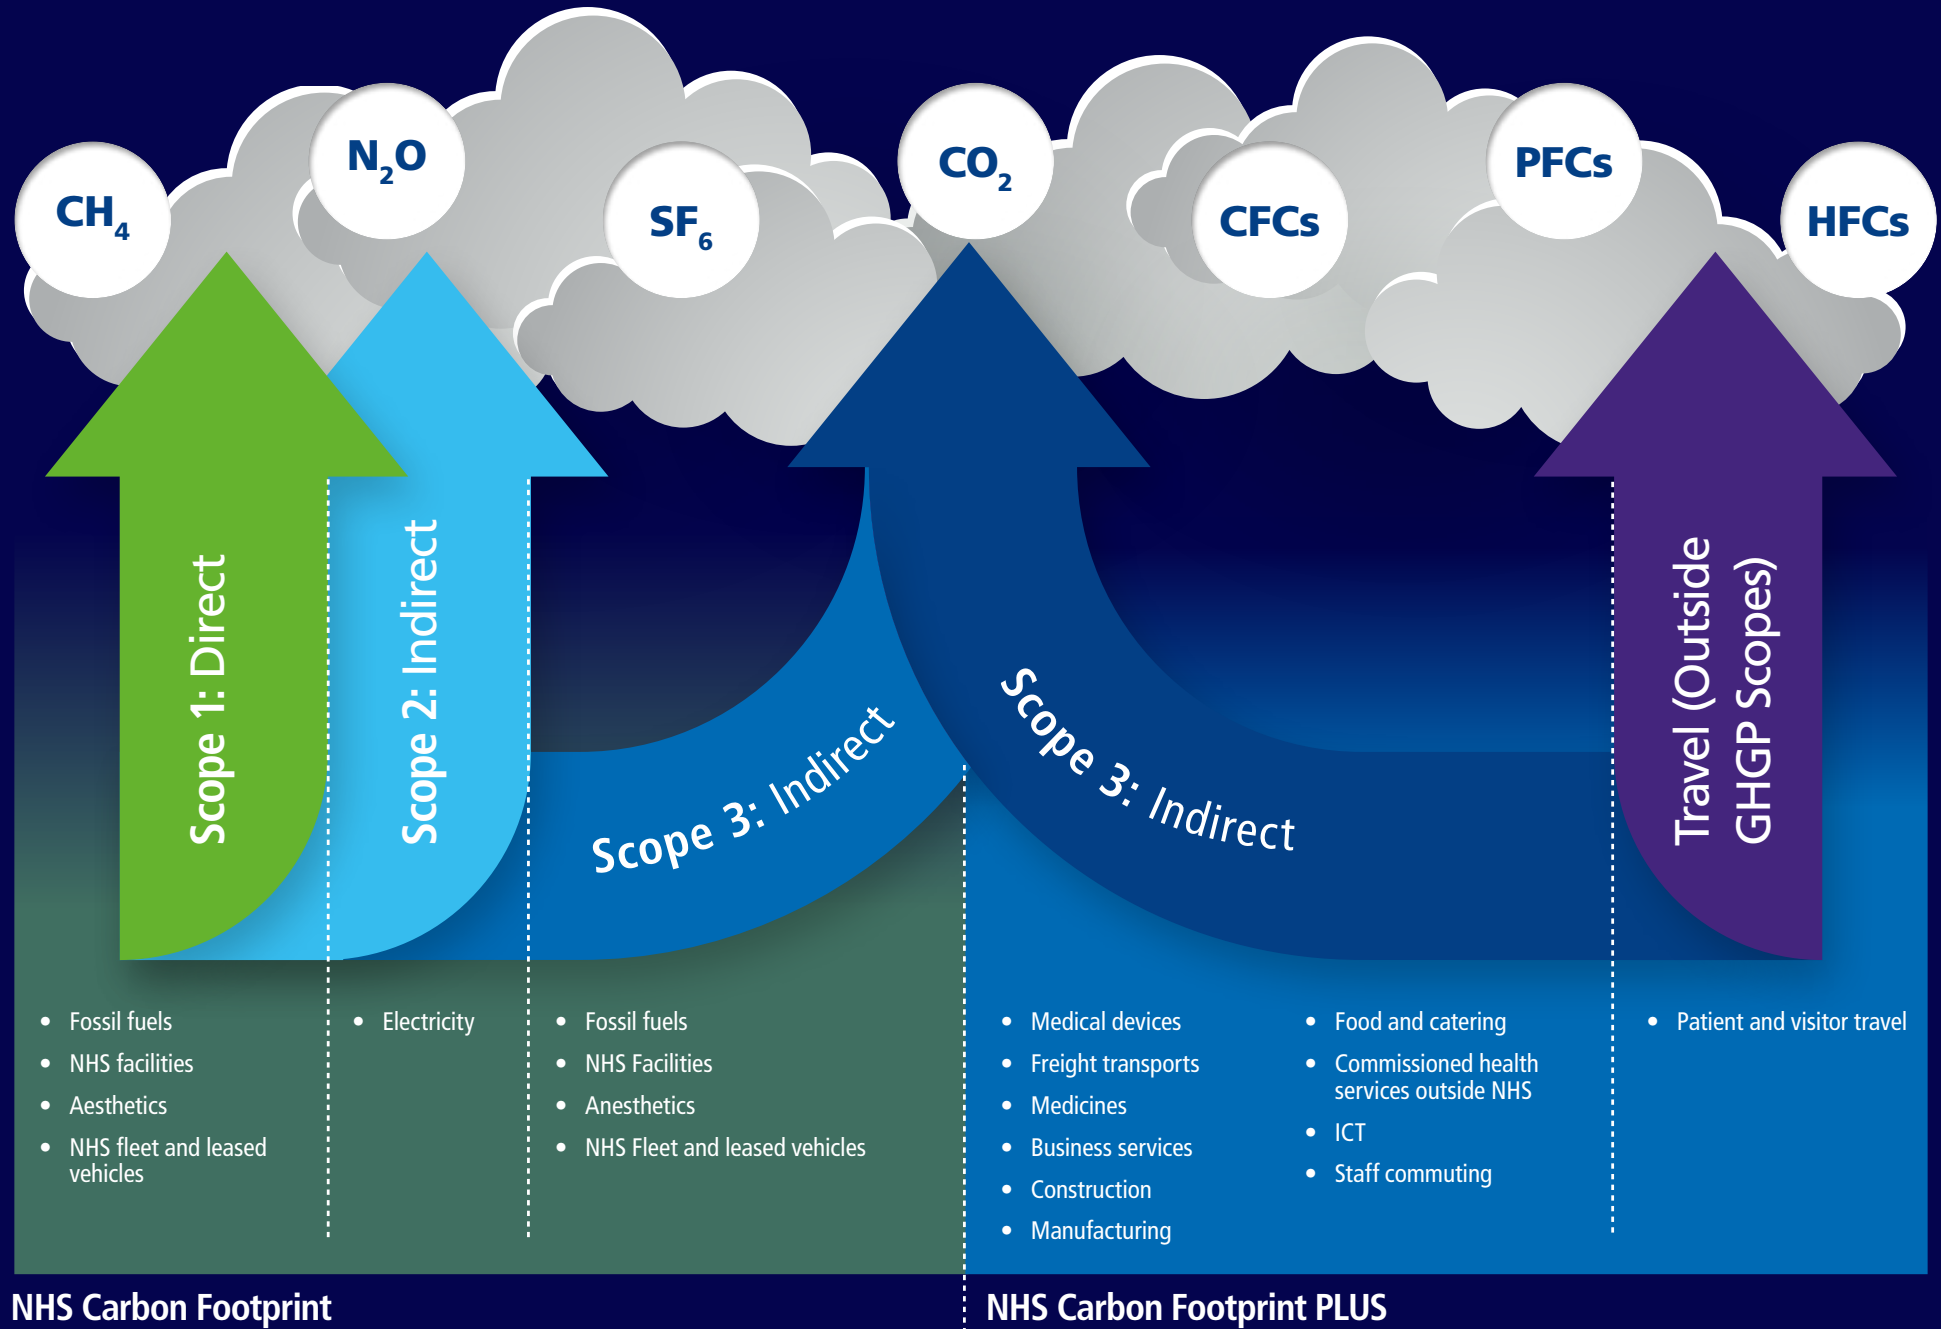 CH₄
N₂O
SF₆
CO₂
CFCs
PFCs
HFCs
Scope 1: Direct
Scope 2: Indirect
Scope 3: Indirect
Scope 3: Indirect
Travel (Outside
GHGP Scopes)
• Fossil fuels
• NHS facilities
• Aesthetics
• NHS fleet and leased
vehicles
• Electricity
• Fossil fuels
• NHS Facilities
• Anesthetics
• NHS Fleet and leased vehicles
• Medical devices
• Freight transports
• Medicines
• Business services
• Construction
• Manufacturing
• Food and catering
• Commissioned health
services outside NHS
• ICT
• Staff commuting
• Patient and visitor travel
NHS Carbon Footprint
NHS Carbon Footprint PLUS